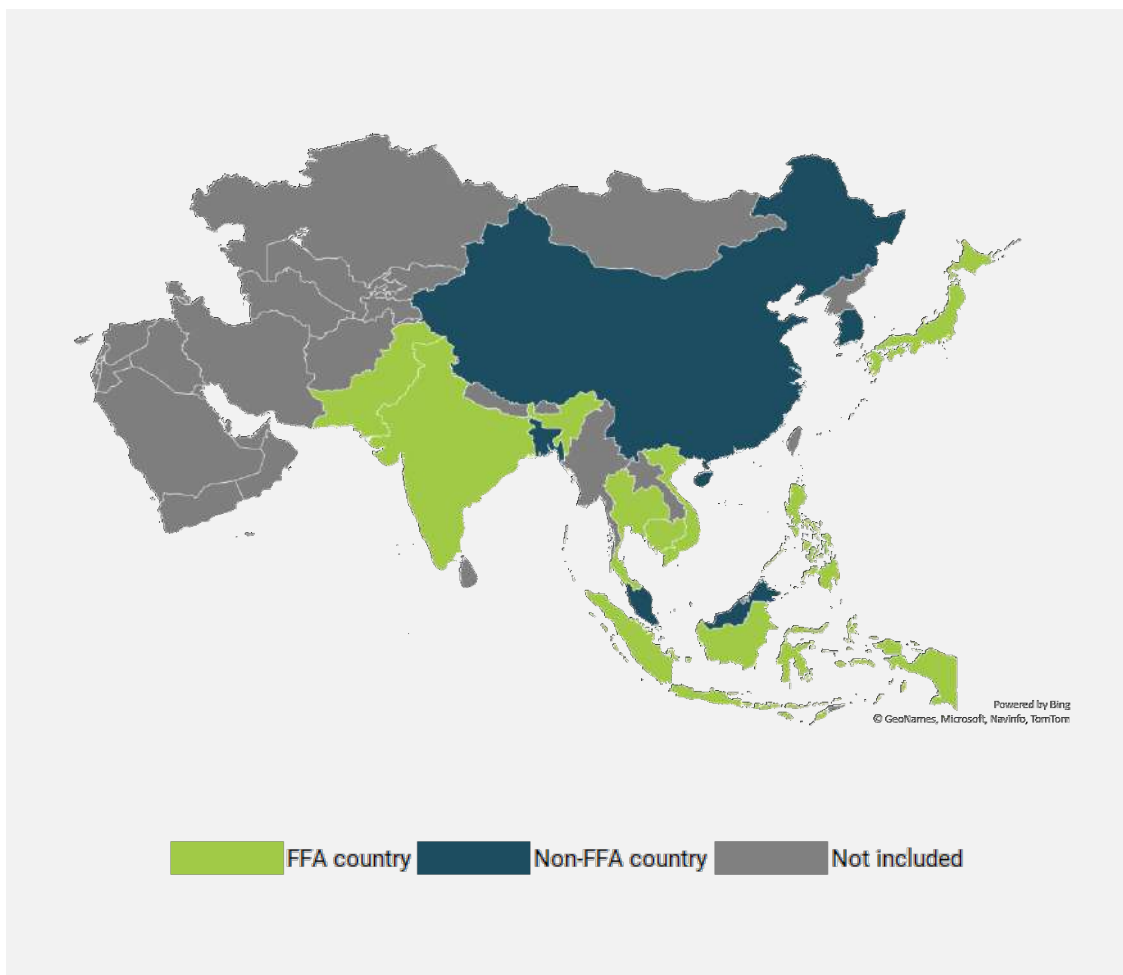 Powered by Bing
© GeoNames, Microsoft, Navinfo, TomTom
FFA country Non-FFA country Not included